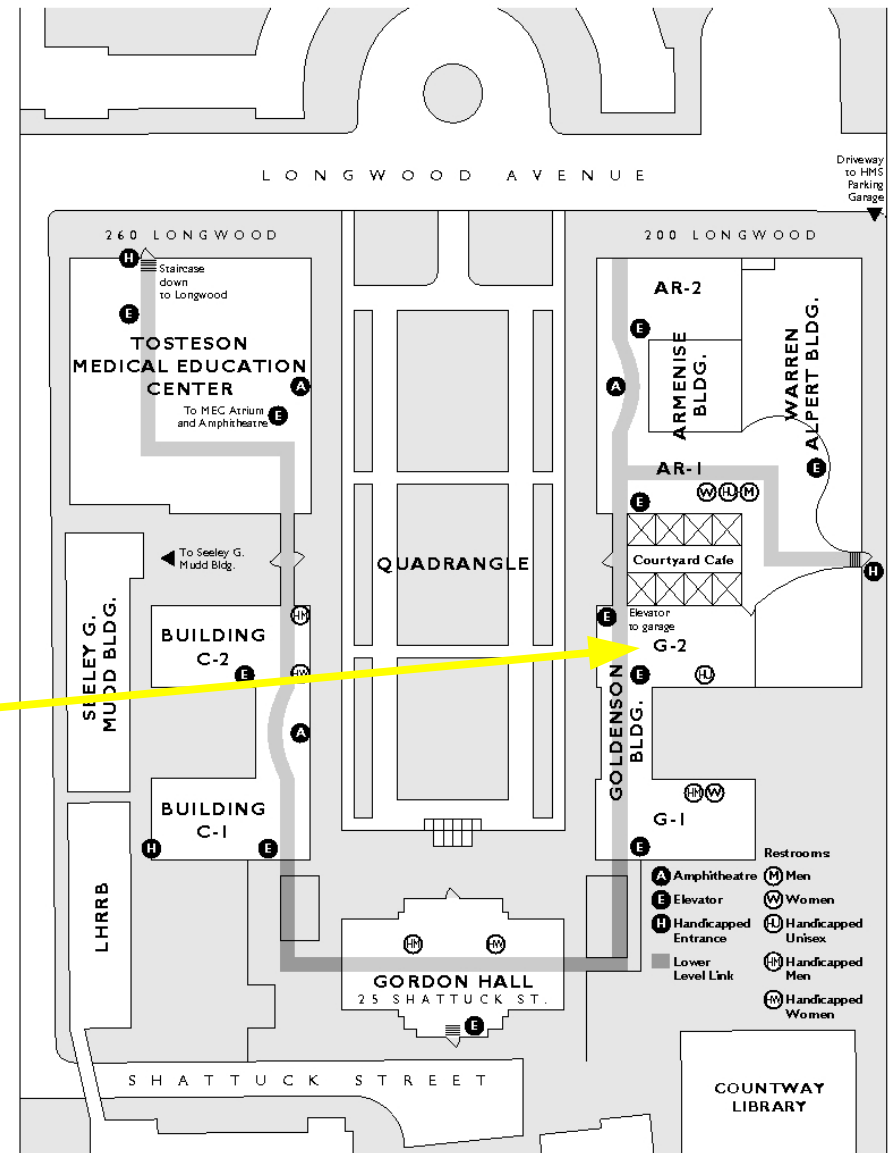 LONGWOOD AVENUE
Driveway
to HMS
Parking
Garage
260 LONGWOOD
200 LONGWOOD
H
Staircase
down
to Longwood
E
TOSTESON
MEDICAL EDUCATION
CENTER
A
To MEC Atrium
and Amphitheatre
E
AR-2
E
ARMENISE
BLDG.
WARREN
ALPERT BLDG.
A
AR-1
E
W HU M
E
To Seeley G.
Mudd Bldg.
QUADRANGLE
Courtyard Cafe
H
SEELEY G.
MUDD BLDG.
BUILDING
C-2
HM
E
HW
A
E
Elevator
to garage
G-2
E
HU
GOLDENSON
BLDG.
BUILDING
C-1
H
E
HM W
G-1
E
LHRRB
HM
HW
GORDON HALL
25 SHATTUCK ST.
E
A Amphitheatre
E Elevator
H Handicapped
Entrance
Lower
Level Link
Restrooms:
M Men
W Women
HU Handicapped
Unisex
HM Handicapped
Men
HW Handicapped
Women
SHATTUCK STREET
COUNTWAY
LIBRARY